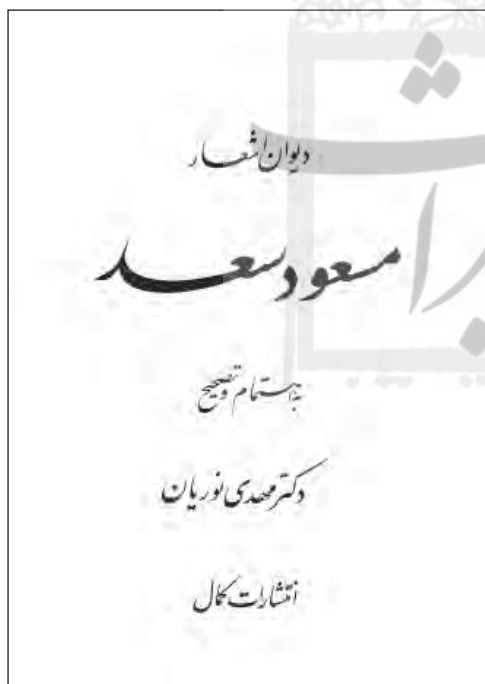 دیوان اشعار
مسعود سعد
به اهتمام و تصحیح
دکتر مهدی نوریان
انتشارات کمال